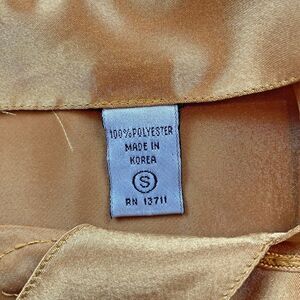 100% POLYESTER
MADE IN
KOREA
S
RN 13711